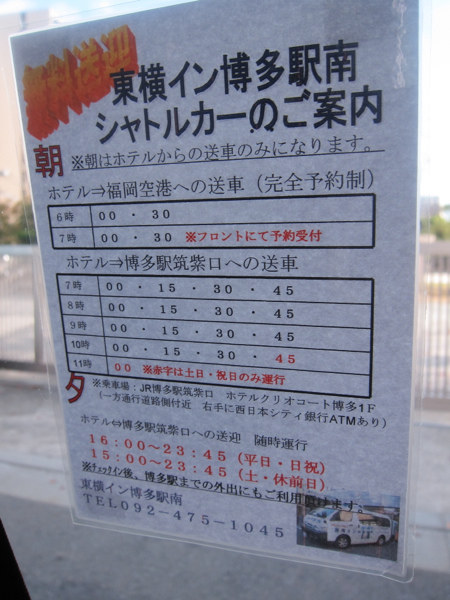 無料送迎
東横イン博多駅南
シャトルカーのご案内
朝
※朝はホテルからの送車のみになります。
ホテル⇒福岡空港への送車(完全予約制)
6時 00 ・ 30
7時 00 ・ 30 ※フロントにて予約受付
ホテル⇒博多駅筑紫口への送車
7時 00 ・ 15 ・ 30 ・ 45
8時 00 ・ 15 ・ 30 ・ 45
9時 00 ・ 15 ・ 30 ・ 45
10時 00 ・ 15 ・ 30 ・ 45
11時 00 ※赤字は土日・祝日のみ運行
夕
※乗車場:JR博多駅筑紫口 ホテルクリオコート博多1F
(一方通行道路側付近 右手に西日本シティ銀行ATMあり)
ホテル⇔博多駅筑紫口への送迎 随時運行
16:00~23:45(平日・日祝)
15:00~23:45(土・休前日)
※チェックイン後、博多駅までの外出にもご利用頂けます。
東横イン博多駅南
TEL092-475-1045